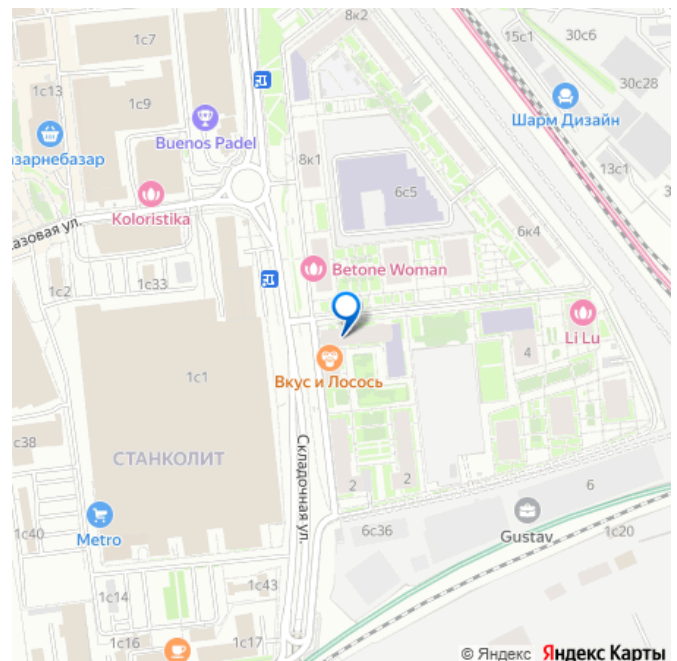 8к2
15с1
30с6
1с7
30с28
1с13
1с9
Шарм Дизайн
Buenos Padel
азарнебазар
8к1
13с1
3
6с5
Koloristika
азовая ул.
6к4
Betone Woman
1с33
1с2
Li Lu
4
1с1
Вкус и Лосось
с38
СТАНКОЛИТ
Складочная ул.
2
2
6
Metro
6с36
Gustav
1с40
1с20
1с14
1с43
1с16
1с17
© Яндекс Яндекс Карты